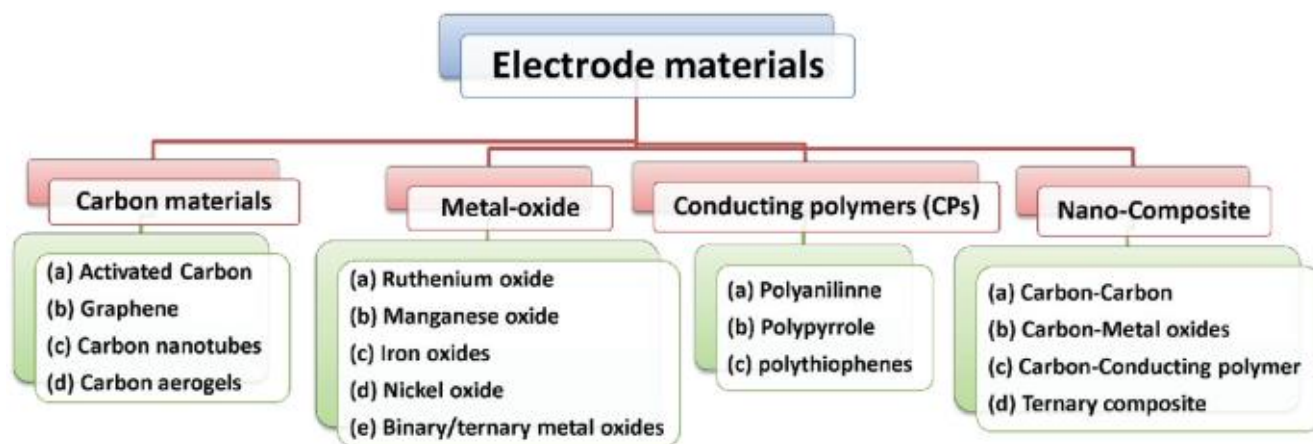 Electrode materials
Carbon materials
(a) Activated Carbon
(b) Graphene
(c) Carbon nanotubes
(d) Carbon aerogels
Metal-oxide
(a) Ruthenium oxide
(b) Manganese oxide
(c) Iron oxides
(d) Nickel oxide
(e) Binary/ternary metal oxides
Conducting polymers (CPs)
(a) Polyanilinne
(b) Polypyrrole
(c) polythiophenes
Nano-Composite
(a) Carbon-Carbon
(b) Carbon-Metal oxides
(c) Carbon-Conducting polymer
(d) Ternary composite